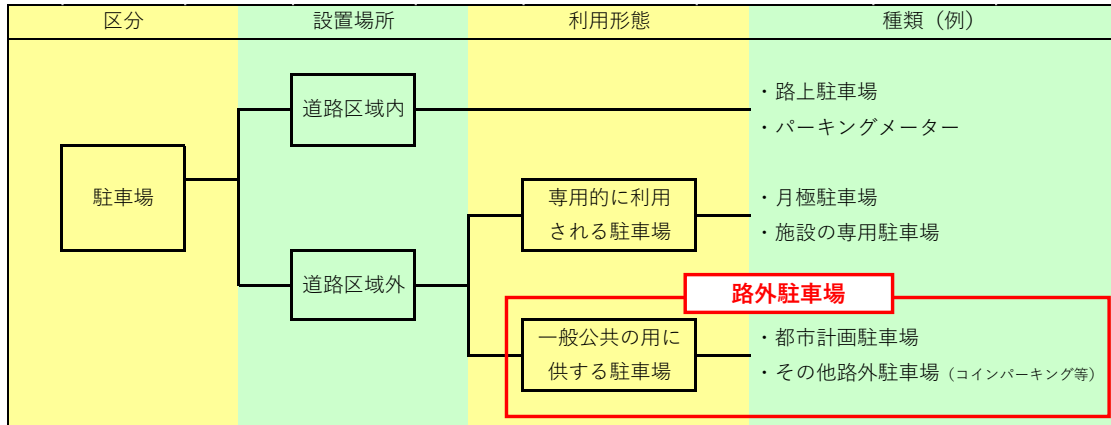 区分
設置場所
利用形態
種類（例）
道路区域内
・路上駐車場
・パーキングメーター
駐車場
専用的に利用
される駐車場
・月極駐車場
・施設の専用駐車場
道路区域外
路外駐車場
一般公共の用に
供する駐車場
・都市計画駐車場
・その他路外駐車場（コインパーキング等）